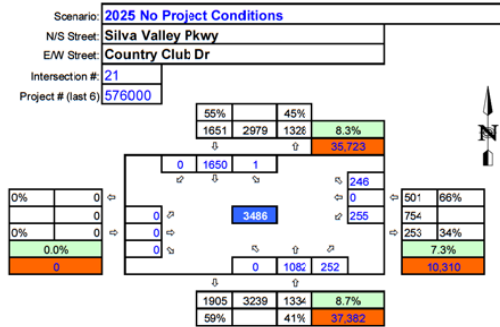 Scenario: 2025 No Project Conditions
N/S Street: Silva Valley Pkwy
E/W Street: Country Club Dr
Intersection #: 21
Project # (last 6) 576000
55% 45%
1651 2979 1328 8.3%
35,723
N
0 1650 1
246
0% 0 0 501 66%
0 0 3486 255 754
0% 0 0 253 34%
0.0% 0 7.3%
0 0 1082 252 10,310
1905 3239 1334 8.7%
59% 41% 37,382